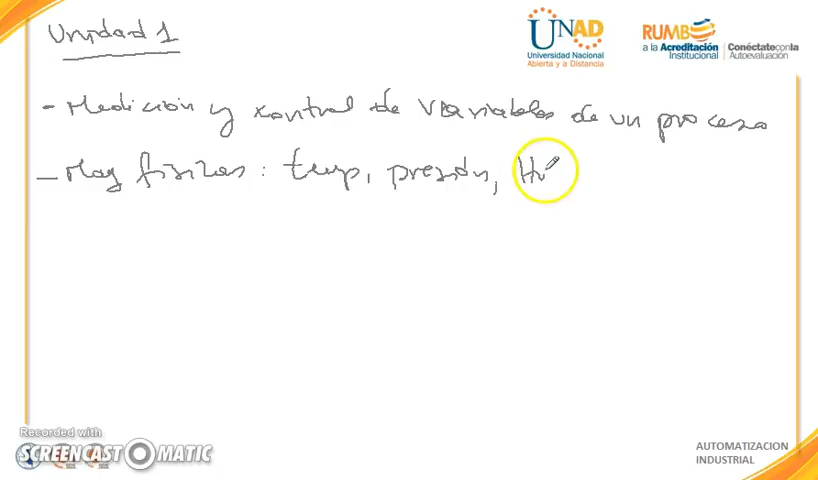 Unidad 1
UNAD
Universidad Nacional
Abierta y a Distancia
RUMBO
a la Acreditación
Institucional
Conéctate con la
Autoevaluación
- Medición y control de variables de un proceso
- Mag físicas : temp, presión, Hu
Recorded with
SCREENCAST-O-MATIC
AUTOMATIZACION
INDUSTRIAL